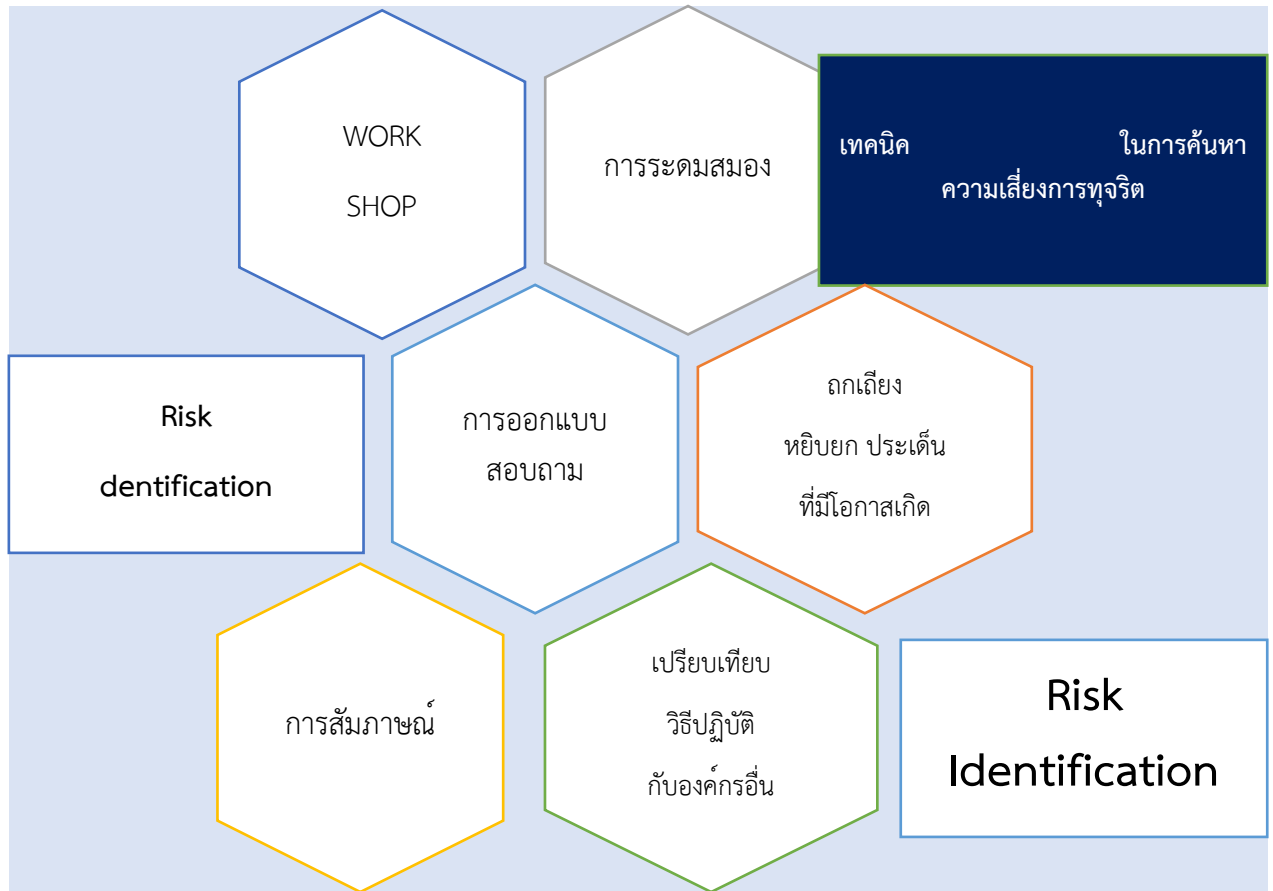 WORK
SHOP
การระดมสมอง
เทคนิค ในการค้นหา
ความเสี่ยงการทุจริต
Risk
dentification
การออกแบบ
สอบถาม
ถกเถียง
หยิบยก ประเด็น
ที่มีโอกาสเกิด
การสัมภาษณ์
เปรียบเทียบ
วิธีปฏิบัติ
กับองค์กรอื่น
Risk
Identification